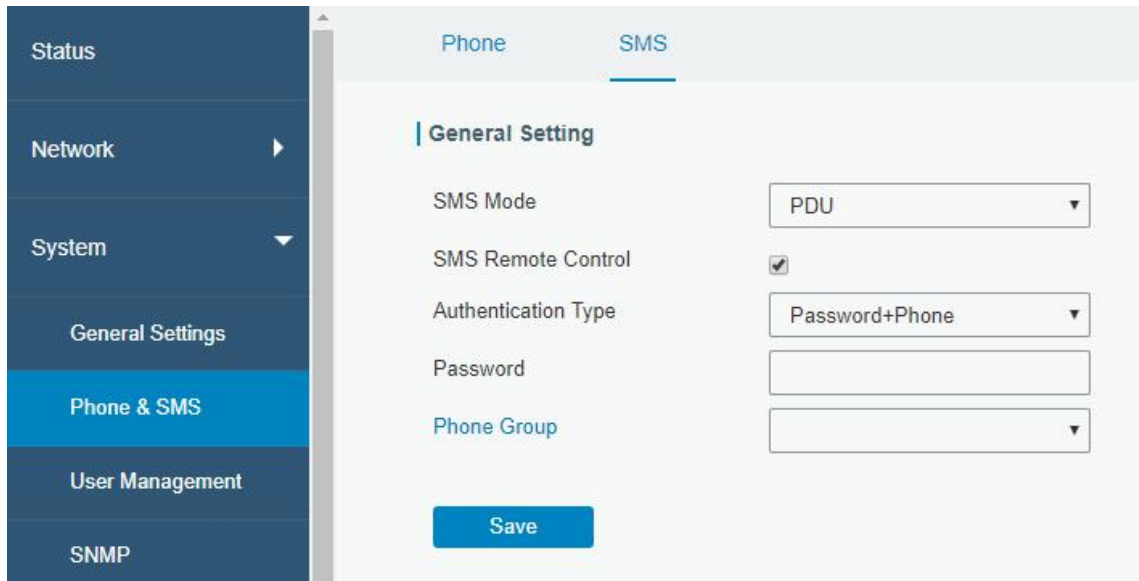 Status
Network
System
General Settings
Phone & SMS
User Management
SNMP
Phone SMS
General Setting
SMS Mode PDU
SMS Remote Control
Authentication Type Password+Phone
Password
Phone Group
Save